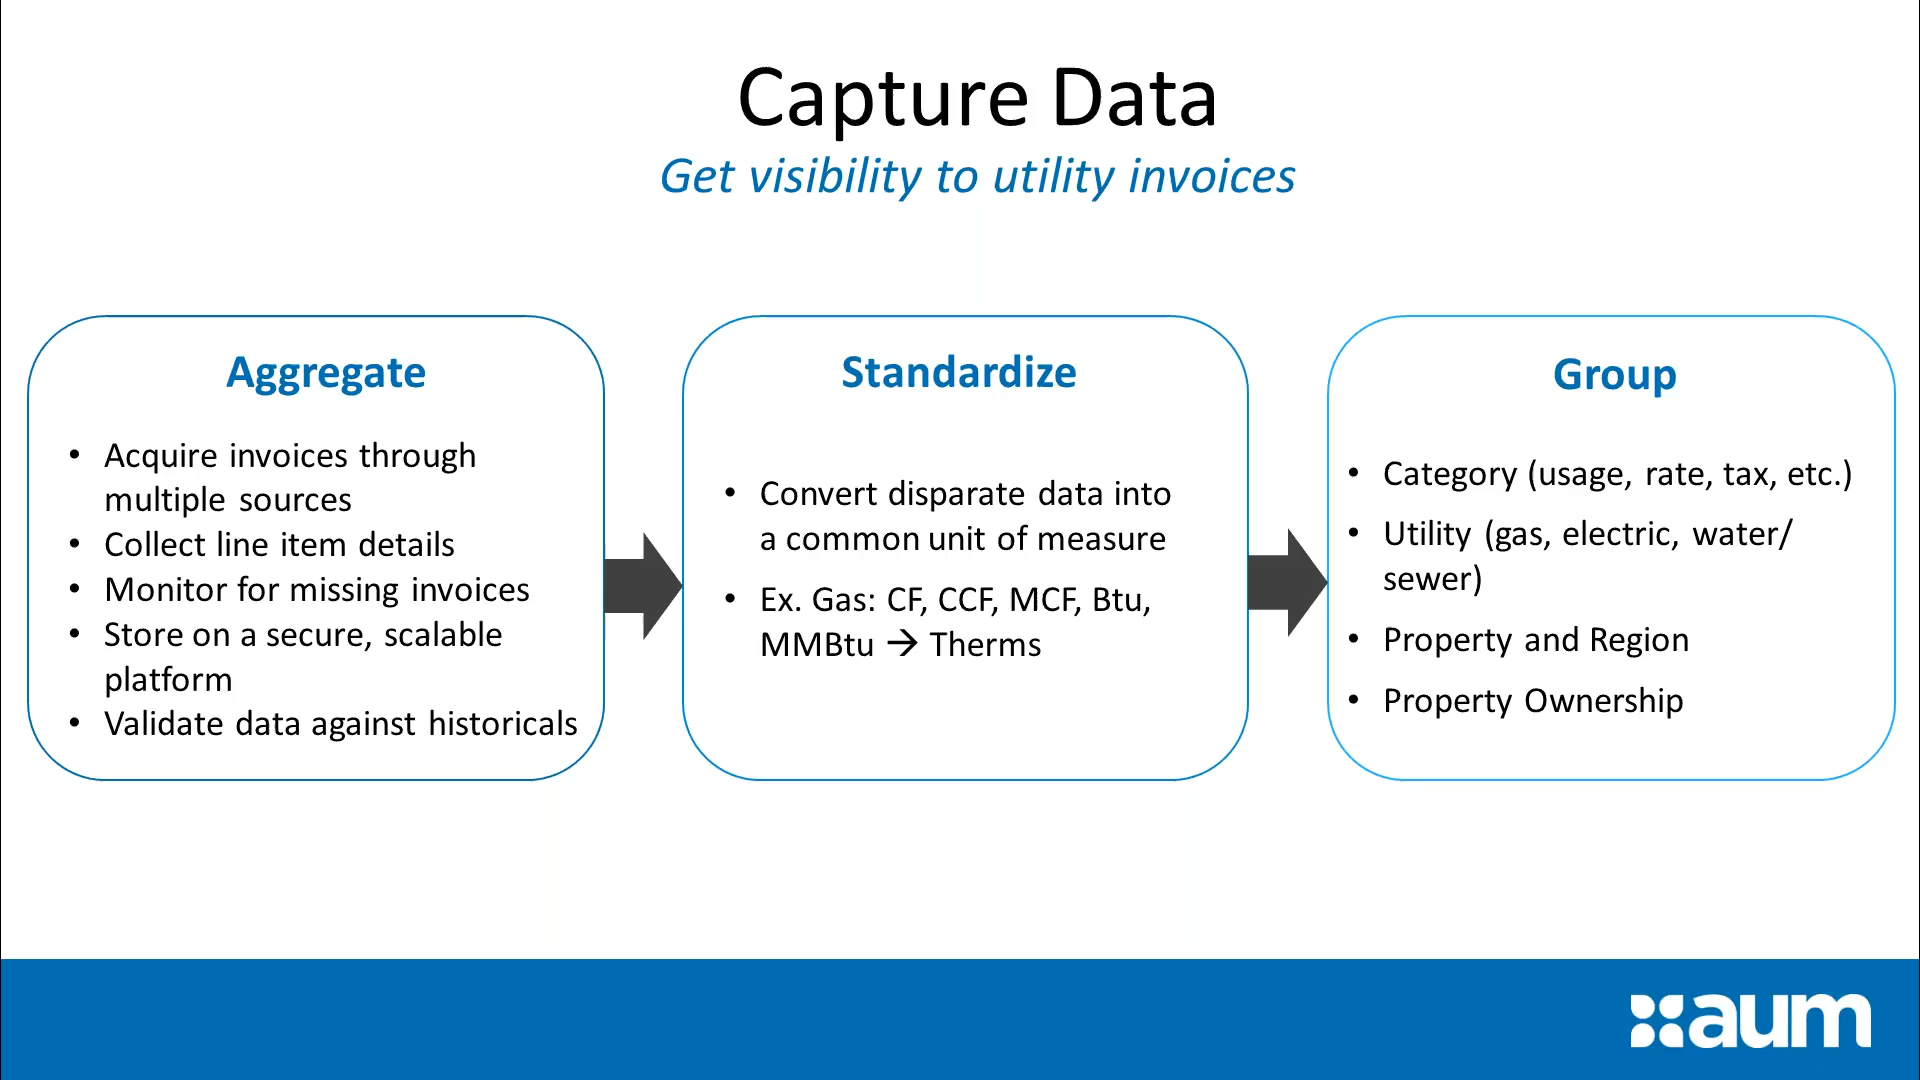 Capture Data
Get visibility to utility invoices
Aggregate
• Acquire invoices through
multiple sources
• Collect line item details
• Monitor for missing invoices
• Store on a secure, scalable
platform
• Validate data against historicals
Standardize
• Convert disparate data into
a common unit of measure
• Ex. Gas: CF, CCF, MCF, Btu,
MMBtu → Therms
Group
• Category (usage, rate, tax, etc.)
• Utility (gas, electric, water/
sewer)
• Property and Region
• Property Ownership
aum